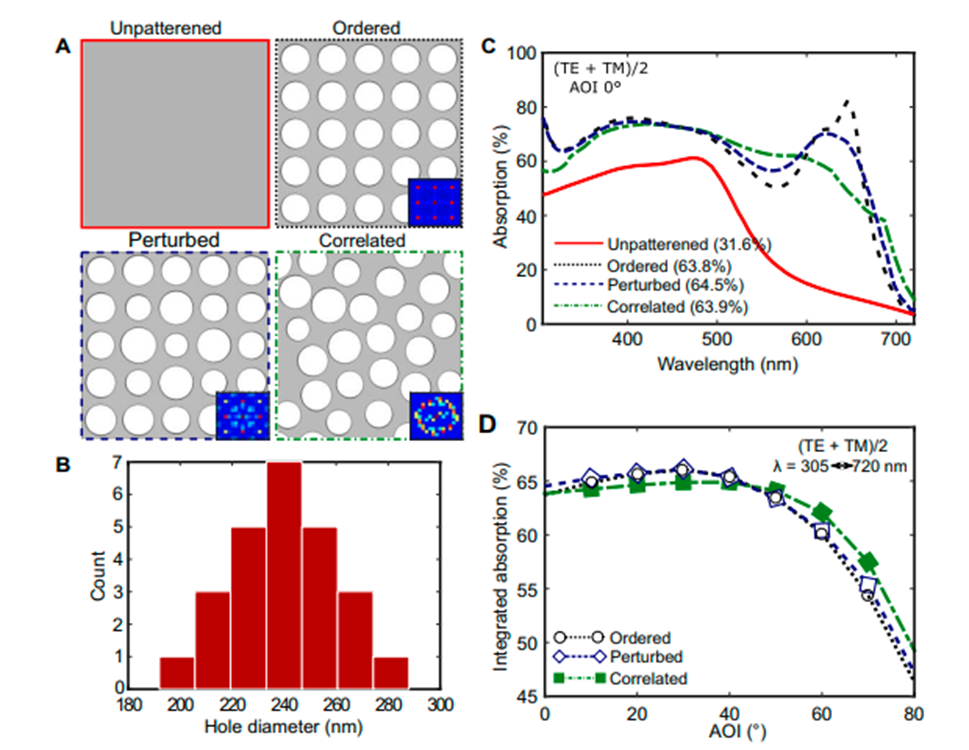 A
Unpatterened
Ordered
Perturbed
Correlated
B
7
6
5
4
3
2
1
0
Count
180
200
220
240
260
280
300
Hole diameter (nm)
C
100
80
60
40
20
0
Absorption (%)
(TE + TM)/2
AOI 0°
Unpatterened (31.6%)
Ordered (63.8%)
Perturbed (64.5%)
Correlated (63.9%)
400
500
600
700
Wavelength (nm)
D
70
65
60
55
50
45
Integrated absorption (%)
(TE + TM)/2
λ = 305↔720 nm
Ordered
Perturbed
Correlated
0
20
40
60
80
AOI (°)